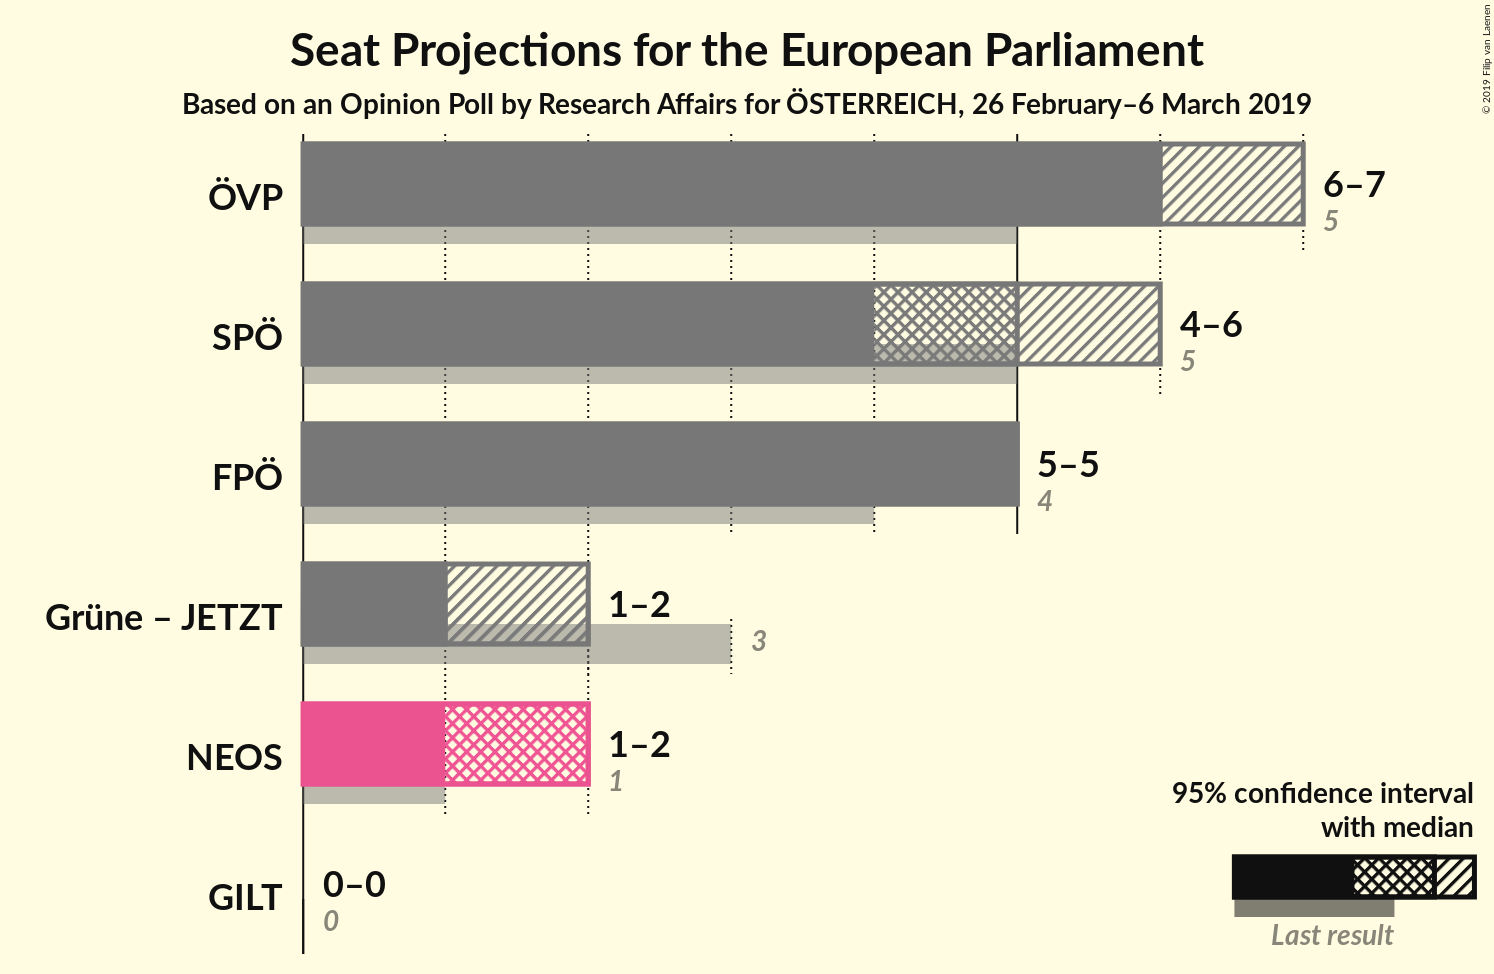 Seat Projections for the European Parliament
Based on an Opinion Poll by Research Affairs for ÖSTERREICH, 26 February–6 March 2019
© 2019 Filip van Laenen
ÖVP
6–7
5
SPÖ
4–6
5
FPÖ
5–5
4
Grüne – JETZT
1–2
3
NEOS
1–2
1
GILT
0–0
0
95% confidence interval
with median
Last result